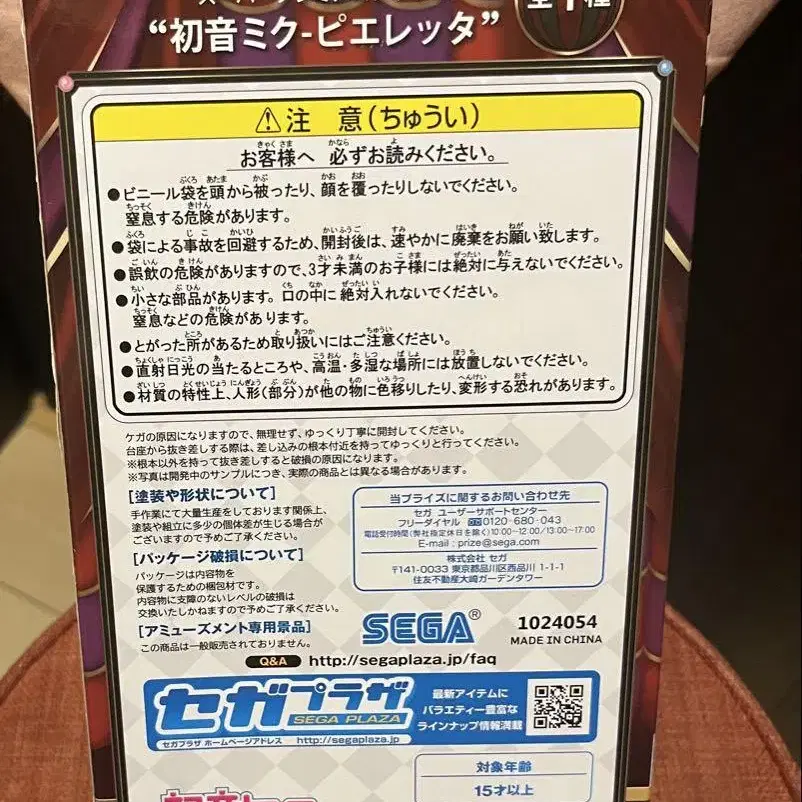 “初音ミク-ピエレッタ”
全1種
⚠注 意(ちゅうい)
お客様へ 必ずお読みください。
●ビニール袋を頭から被ったり、顔を覆ったりしないでください。
窒息する危険があります。
●袋による事故を回避するため、開封後は、速やかに廃棄をお願い致します。
●誤飲の危険がありますので、3才未満のお子様には絶対に与えないでください。
●小さな部品があります。口の中に絶対入れないでください。
窒息などの危険があります。
●とがった所があるため取り扱いにはご注意ください。
●直射日光の当たるところや、高温・多湿な場所には放置しないでください。
●材質の特性上、人形(部分)が他の物に色移りしたり、変形する恐れがあります。
ケガの原因になりますので、無理せず、ゆっくり丁寧に開封してください。
台座から抜き差しする際は、差し込みの根本付近を持ってゆっくりと行ってください。
※根本以外を持って抜き差しすると破損の原因になります。
※写真は開発中のサンプルにつき、実際の商品とは異なる場合があります。
[塗装や形状について]
手作業にて大量生産をしております関係上、
塗装や組立に多少の個体差が生じる場合が
ございますので予めご了承ください。
[パッケージ破損について]
パッケージは内容物を
保護するための梱包材です。
内容物に支障のないレベルの破損は
交換いたしかねますので予めご了承ください。
[アミューズメント専用景品]
この商品は一般販売されておりません。
当プライズに関するお問い合わせ先
セガ ユーザーサポートセンター
フリーダイヤル 0120-680-043
電話受付時間(弊社指定休日を除く)10:00~12:00/13:00~17:00
E-mail : prize@sega.com
株式会社 セガ
〒141-0033 東京都品川区西品川 1-1-1
住友不動産大崎ガーデンタワー
SEGA®
1024054
MADE IN CHINA
Q&A http://segaplaza.jp/faq
セガプラザ
SEGA PLAZA
セガプラザ ホームページアドレス http://segaplaza.jp
最新アイテムに
バラエティー豊富な
ラインナップ情報満載
対象年齢
15才以上